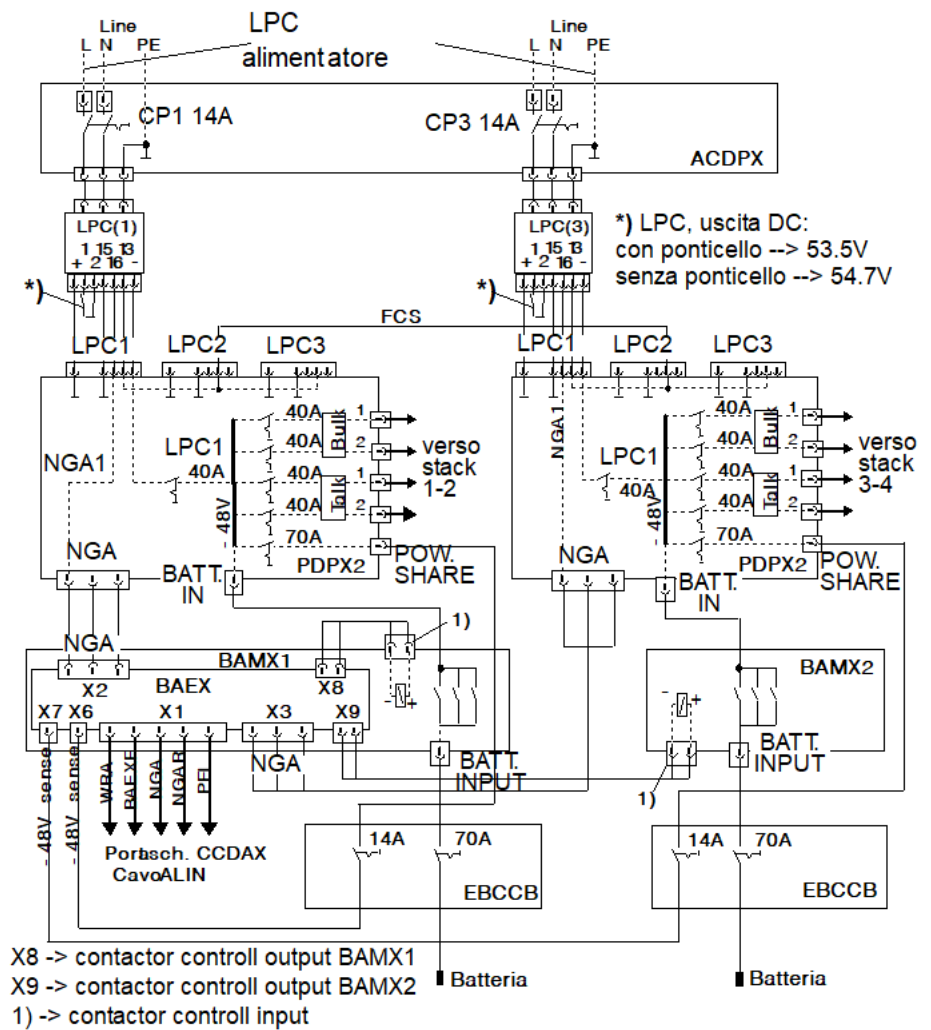 Line
L N PE
LPC
alimentatore
Line
L N PE
CP1 14A
CP3 14A
ACDPX
LPC(1)
1 15 13
+ 2 16 -
LPC(3)
1 15 13
+ 2 16 -
*) LPC, uscita DC:
con ponticello --> 53.5V
senza ponticello --> 54.7V
*)
*)
FCS
LPC1 LPC2 LPC3
LPC1 LPC2 LPC3
40A Bulk 1
40A 2
LPC1
40A
40A Talk 1
40A 2
70A
NGA1
- 48V
verso
stack
1-2
NGA
PDPX2
POW.
SHARE
BATT.
IN
NGA1
40A Bulk 1
40A 2
LPC1
40A
40A Talk 1
40A 2
70A
- 48V
verso
stack
3-4
NGA
PDPX2
POW.
SHARE
BATT.
IN
1)
NGA
BAMX1
X2 BAEX X8
- +
X7 X6 X1 X3 X9
NGA
BATT.
INPUT
BAMX2
- +
BATT.
INPUT
1)
- 48V sense
- 48V sense
WRA
BAEXE
NGA
NGAR
PFI
Portasch. CCDAX
CavoALIN
14A 70A
EBCCB
14A 70A
EBCCB
Batteria
Batteria
X8 -> contactor controll output BAMX1
X9 -> contactor controll output BAMX2
1) -> contactor controll input